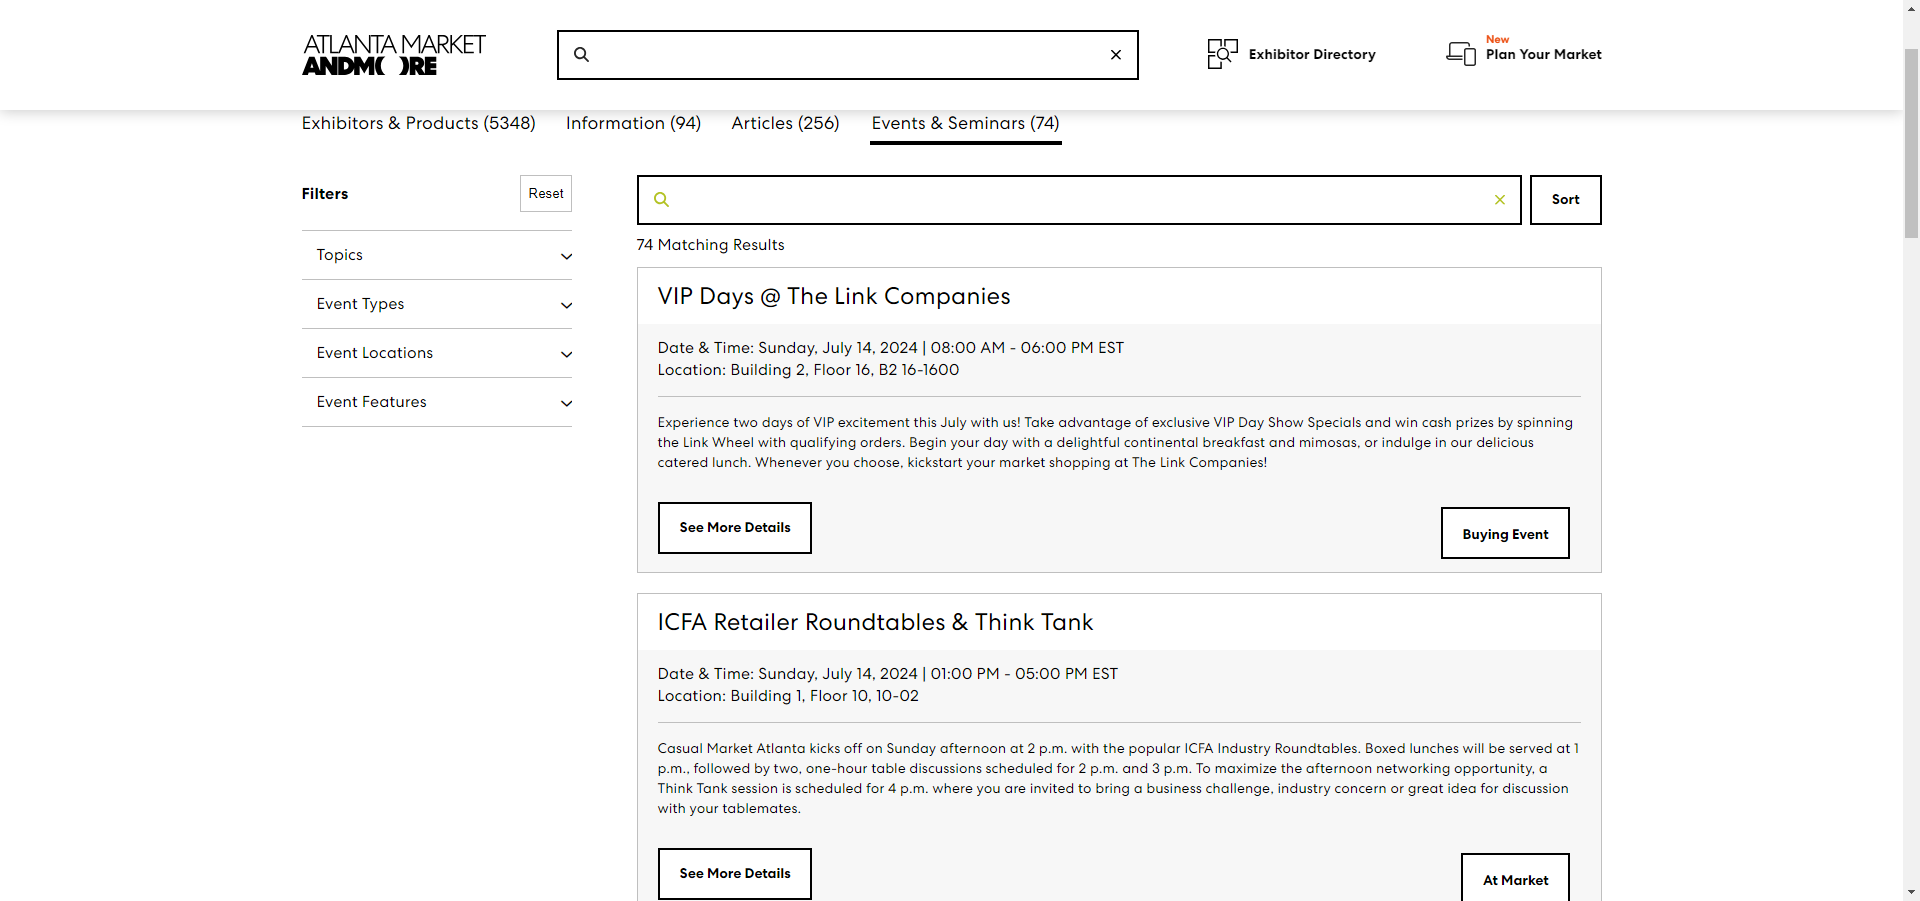 ATLANTA MARKET
ANDMORE
Exhibitor Directory
New
Plan Your Market
Exhibitors & Products (5348)
Information (94)
Articles (256)
Events & Seminars (74)
Filters
Reset
Topics
Event Types
Event Locations
Event Features
Sort
74 Matching Results
VIP Days @ The Link Companies
Date & Time: Sunday, July 14, 2024 | 08:00 AM - 06:00 PM EST
Location: Building 2, Floor 16, B2 16-1600
Experience two days of VIP excitement this July with us! Take advantage of exclusive VIP Day Show Specials and win cash prizes by spinning
the Link Wheel with qualifying orders. Begin your day with a delightful continental breakfast and mimosas, or indulge in our delicious
catered lunch. Whenever you choose, kickstart your market shopping at The Link Companies!
See More Details
Buying Event
ICFA Retailer Roundtables & Think Tank
Date & Time: Sunday, July 14, 2024 | 01:00 PM - 05:00 PM EST
Location: Building 1, Floor 10, 10-02
Casual Market Atlanta kicks off on Sunday afternoon at 2 p.m. with the popular ICFA Industry Roundtables. Boxed lunches will be served at 1
p.m., followed by two, one-hour table discussions scheduled for 2 p.m. and 3 p.m. To maximize the afternoon networking opportunity, a
Think Tank session is scheduled for 4 p.m. where you are invited to bring a business challenge, industry concern or great idea for discussion
with your tablemates.
See More Details
At Market